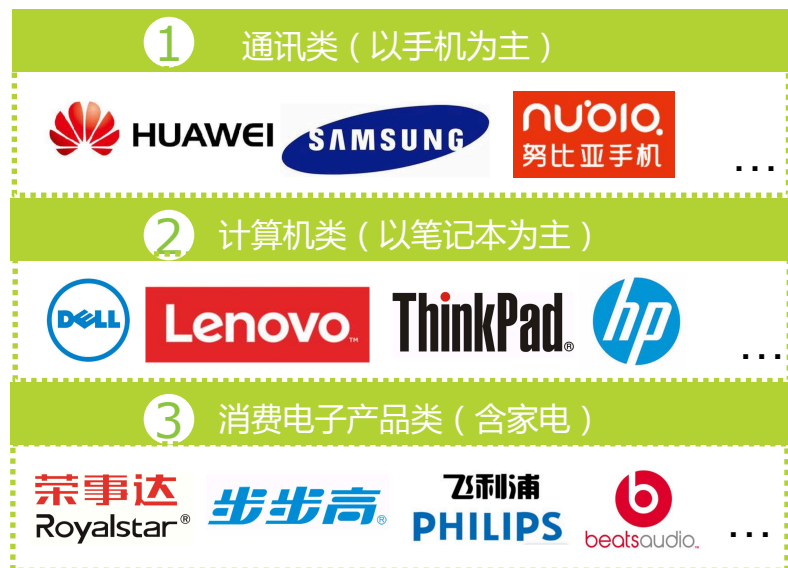 1 通讯类（以手机为主）
HUAWEI SAMSUNG nubia
努比亚手机 ...
2 计算机类（以笔记本为主）
DELL Lenovo™ ThinkPad® hp ...
3 消费电子产品类（含家电）
荣事达 步步高® 飞利浦 b
Royalstar® PHILIPS beatsaudio™ ...